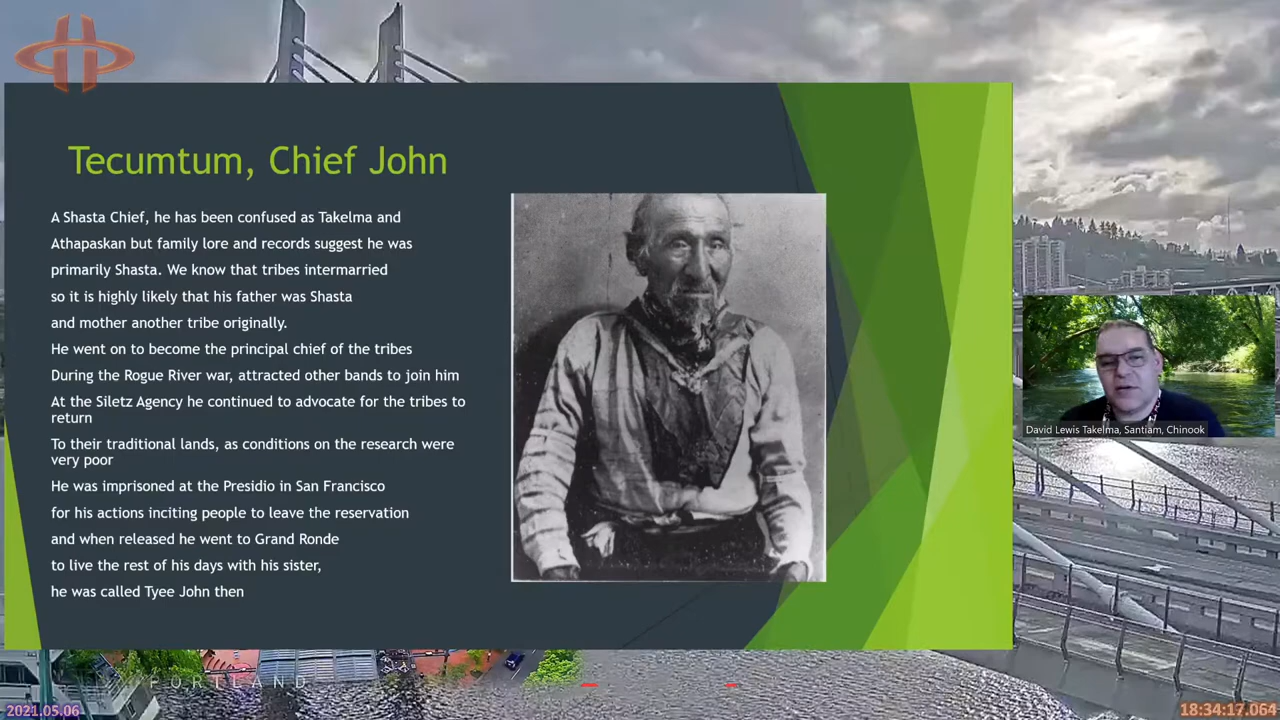 Tecumtum, Chief John
A Shasta Chief, he has been confused as Takelma and
Athapaskan but family lore and records suggest he was
primarily Shasta. We know that tribes intermarried
so it is highly likely that his father was Shasta
and mother another tribe originally.
He went on to become the principal chief of the tribes
During the Rogue River war, attracted other bands to join him
At the Siletz Agency he continued to advocate for the tribes to
return
To their traditional lands, as conditions on the research were
very poor
He was imprisoned at the Presidio in San Francisco
for his actions inciting people to leave the reservation
and when released he went to Grand Ronde
to live the rest of his days with his sister,
he was called Tyee John then
David Lewis Takelma, Santiam, Chinook
PORTLAND
2021.05.06
18:34:17.064